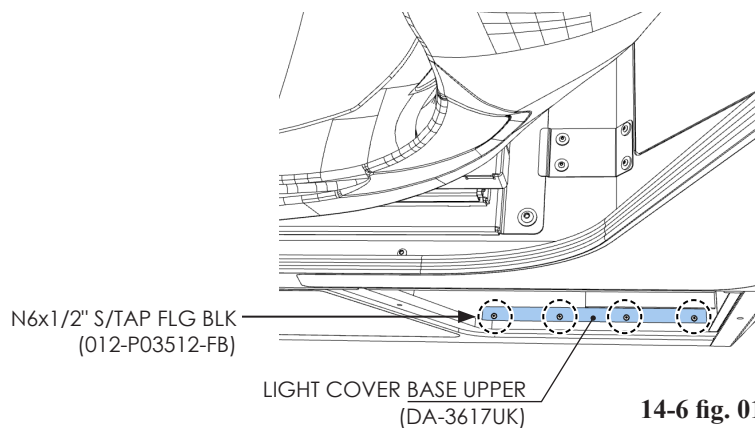 N6x1/2" S/TAP FLG BLK
(012-P03512-FB)
LIGHT COVER BASE UPPER
(DA-3617UK)
14-6 fig. 01